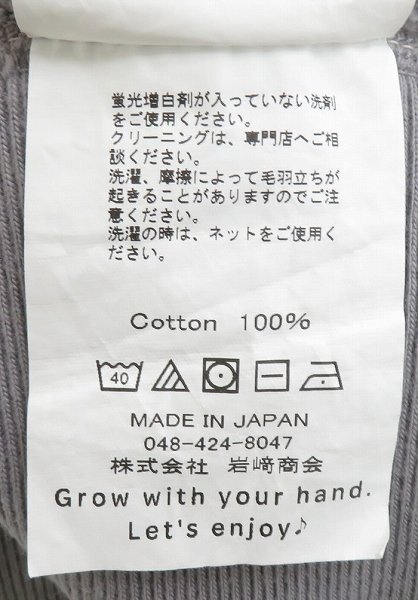 蛍光増白剤が入っていない洗剤
をご使用ください。
クリーニングは、専門店へご相
談ください。
洗濯、摩擦によって毛羽立ちが
起きることがありますのでご注
意ください。
洗濯の時は、ネットをご使用く
ださい。
Cotton 100%
40
MADE IN JAPAN
048-424-8047
株式会社 岩﨑商会
Grow with your hand.
Let's enjoy♪